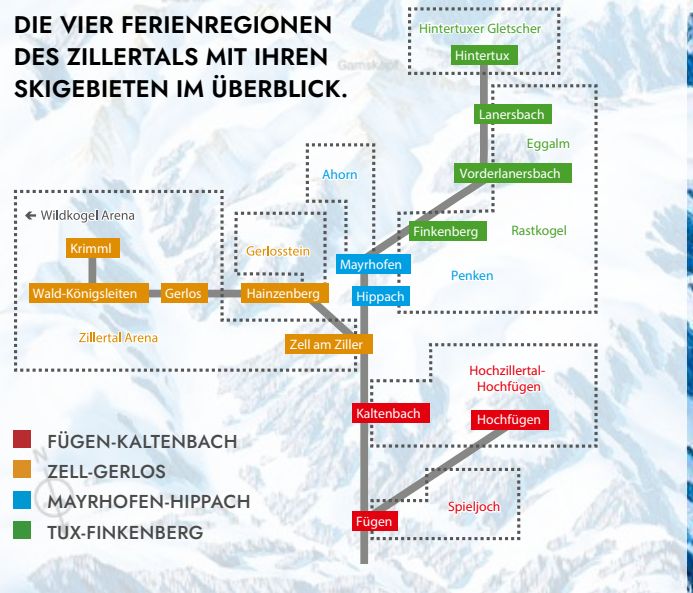 DIE VIER FERIENREGIONEN
DES ZILLERTALS MIT IHREN
SKIGEBIETEN IM ÜBERBLICK.
Hintertuxer Gletscher
Hintertux
Gamskopf
Lanersbach
Eggalm
Vorderlanersbach
Ahorn
← Wildkogel Arena
Finkenberg
Rastkogel
Krimml
Gerlosstein
Mayrhofen
Penken
Wald-Königsleiten
Gerlos
Hainzenberg
Hippach
Zillertal Arena
Zell am Ziller
Hochzillertal-
Hochfügen
Kaltenbach
Hochfügen
FÜGEN-KALTENBACH
ZELL-GERLOS
MAYRHOFEN-HIPPACH
TUX-FINKENBERG
N
Spieljoch
Fügen